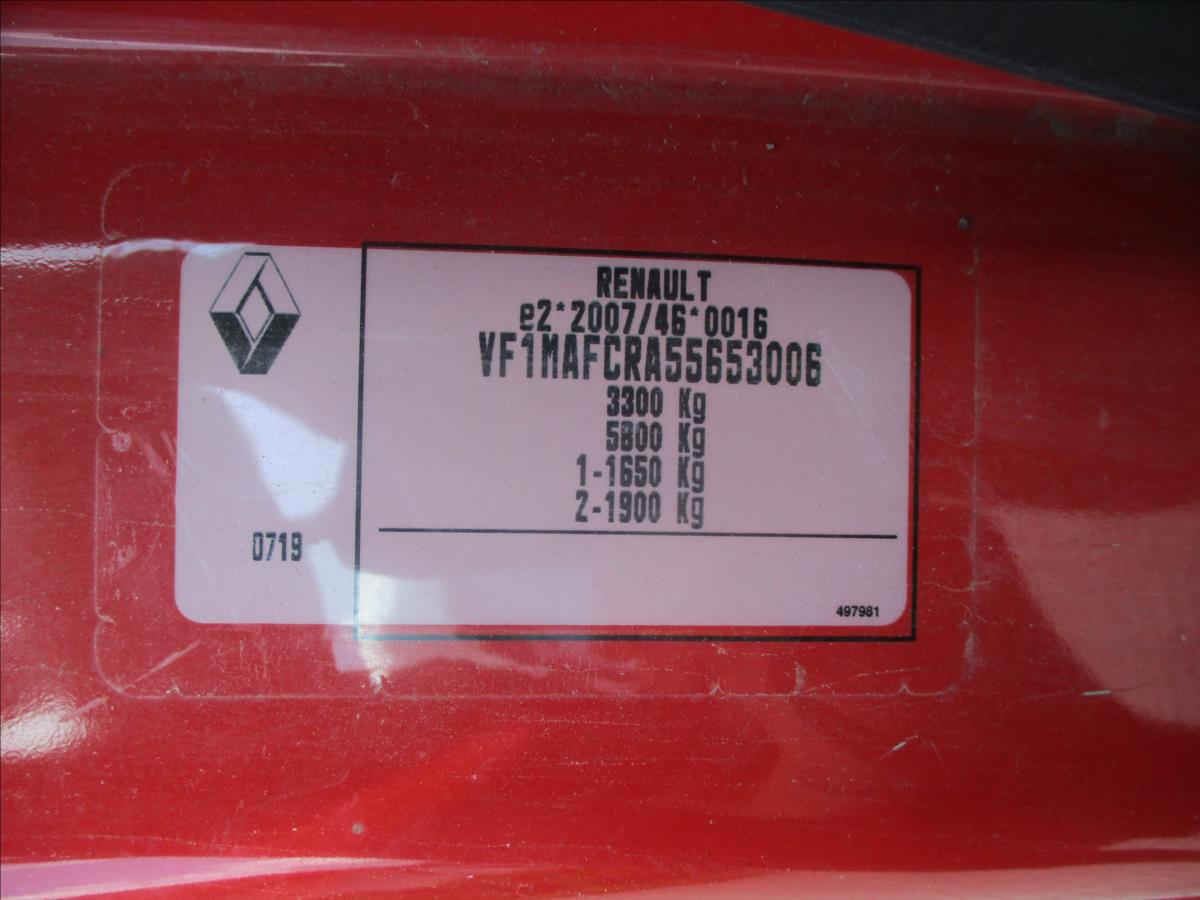 RENAULT
e2*2007/46*0016
VF1MAFCRA55653006
3300 Kg
5800 Kg
1-1650 Kg
2-1900 Kg
0719
497981